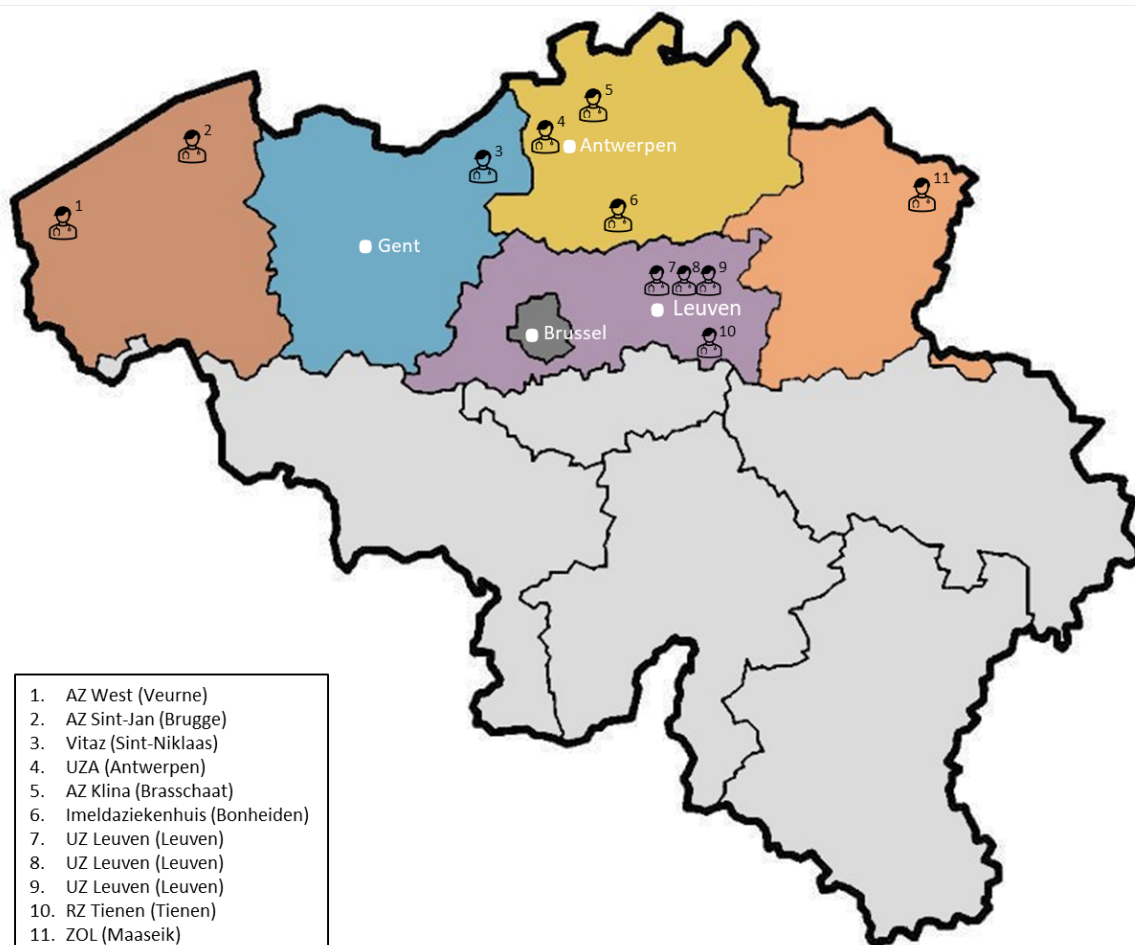 5
2
4
Antwerpen
3
11
1
6
Gent
7
8
9
Leuven
Brussel
10
1. AZ West (Veurne)
2. AZ Sint-Jan (Brugge)
3. Vitaz (Sint-Niklaas)
4. UZA (Antwerpen)
5. AZ Klina (Brasschaat)
6. Imeldaziekenhuis (Bonheiden)
7. UZ Leuven (Leuven)
8. UZ Leuven (Leuven)
9. UZ Leuven (Leuven)
10. RZ Tienen (Tienen)
11. ZOL (Maaseik)